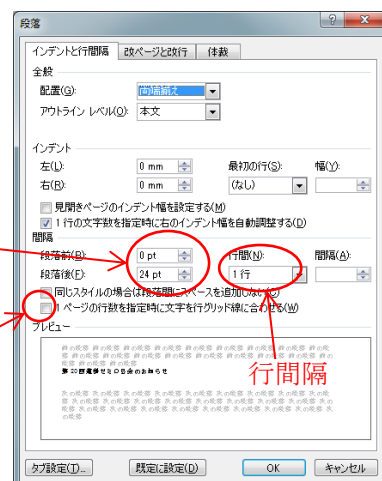 段落
インデントと行間隔 改ページと改行 体裁
全般
配置(G): 両端揃え
アウトライン レベル(O): 本文
インデント
左(L): 0 mm 最初の行(S): 幅(Y):
右(R): 0 mm (なし)
見開きページのインデント幅を設定する(M)
1 行の文字数を指定時に右のインデント幅を自動調整する(D)
間隔
段落前(B): 0 pt 行間(N): 間隔(A):
段落後(F): 24 pt 1 行
同じスタイルの場合は段落間にスペースを追加しない(C)
1 ページの行数を指定時に文字を行グリッド線に合わせる(W)
プレビュー
行間隔
タブ設定(T)... 既定に設定(D) OK キャンセル